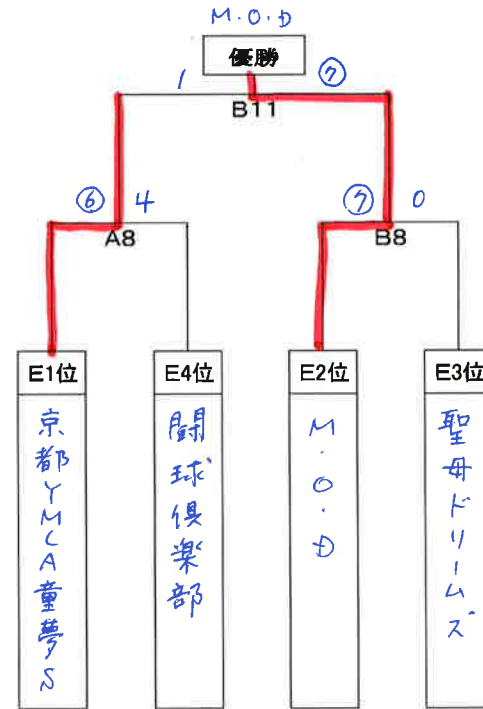 M.O.D
優勝
1 ⑦
B11
⑥ 4 ⑦ 0
A8 B8
E1位 E4位 E2位 E3位
京都YMCA童夢S
闘球倶楽部
M.O.D
聖母ドリームズ